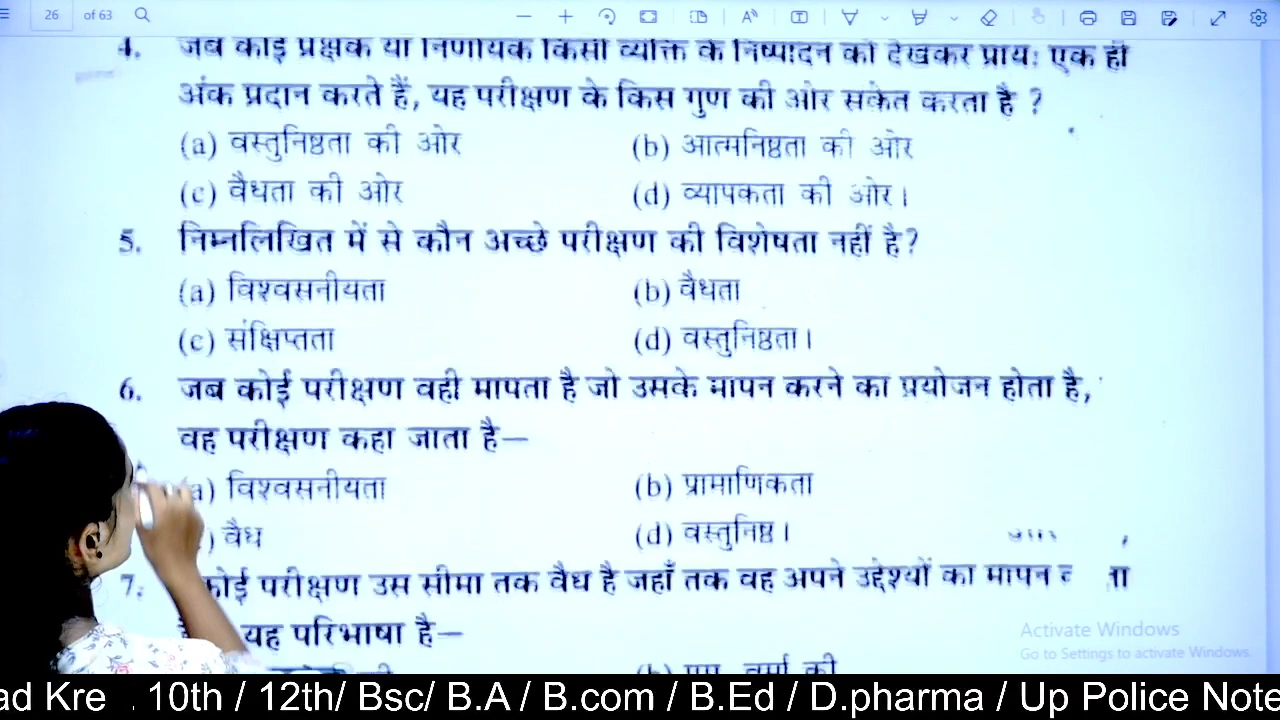 26 of 63
4. जब कोई प्रेक्षक या निर्णायक किसी व्यक्ति के निष्पादन को देखकर प्रायः एक ही
अंक प्रदान करते हैं, यह परीक्षण के किस गुण की ओर सकेत करता है ?
(a) वस्तुनिष्ठता की ओर (b) आत्मनिष्ठता की ओर
(c) वैधता की ओर (d) व्यापकता की ओर।
5. निम्नलिखित में से कौन अच्छे परीक्षण की विशेषता नहीं है?
(a) विश्वसनीयता (b) वैधता
(c) संक्षिप्तता (d) वस्तुनिष्ठता।
6. जब कोई परीक्षण वही मापता है जो उसके मापन करने का प्रयोजन होता है,
वह परीक्षण कहा जाता है—
a) विश्वसनीयता (b) प्रामाणिकता
) वैध (d) वस्तुनिष्ठ।
7. कोई परीक्षण उस सीमा तक वैध है जहाँ तक वह अपने उद्देश्यों का मापन
यह परिभाषा है—
Activate Windows
Go to Settings to activate Windows.
ad Kre . 10th / 12th/ Bsc/ B.A / B.com / B.Ed / D.pharma / Up Police Note